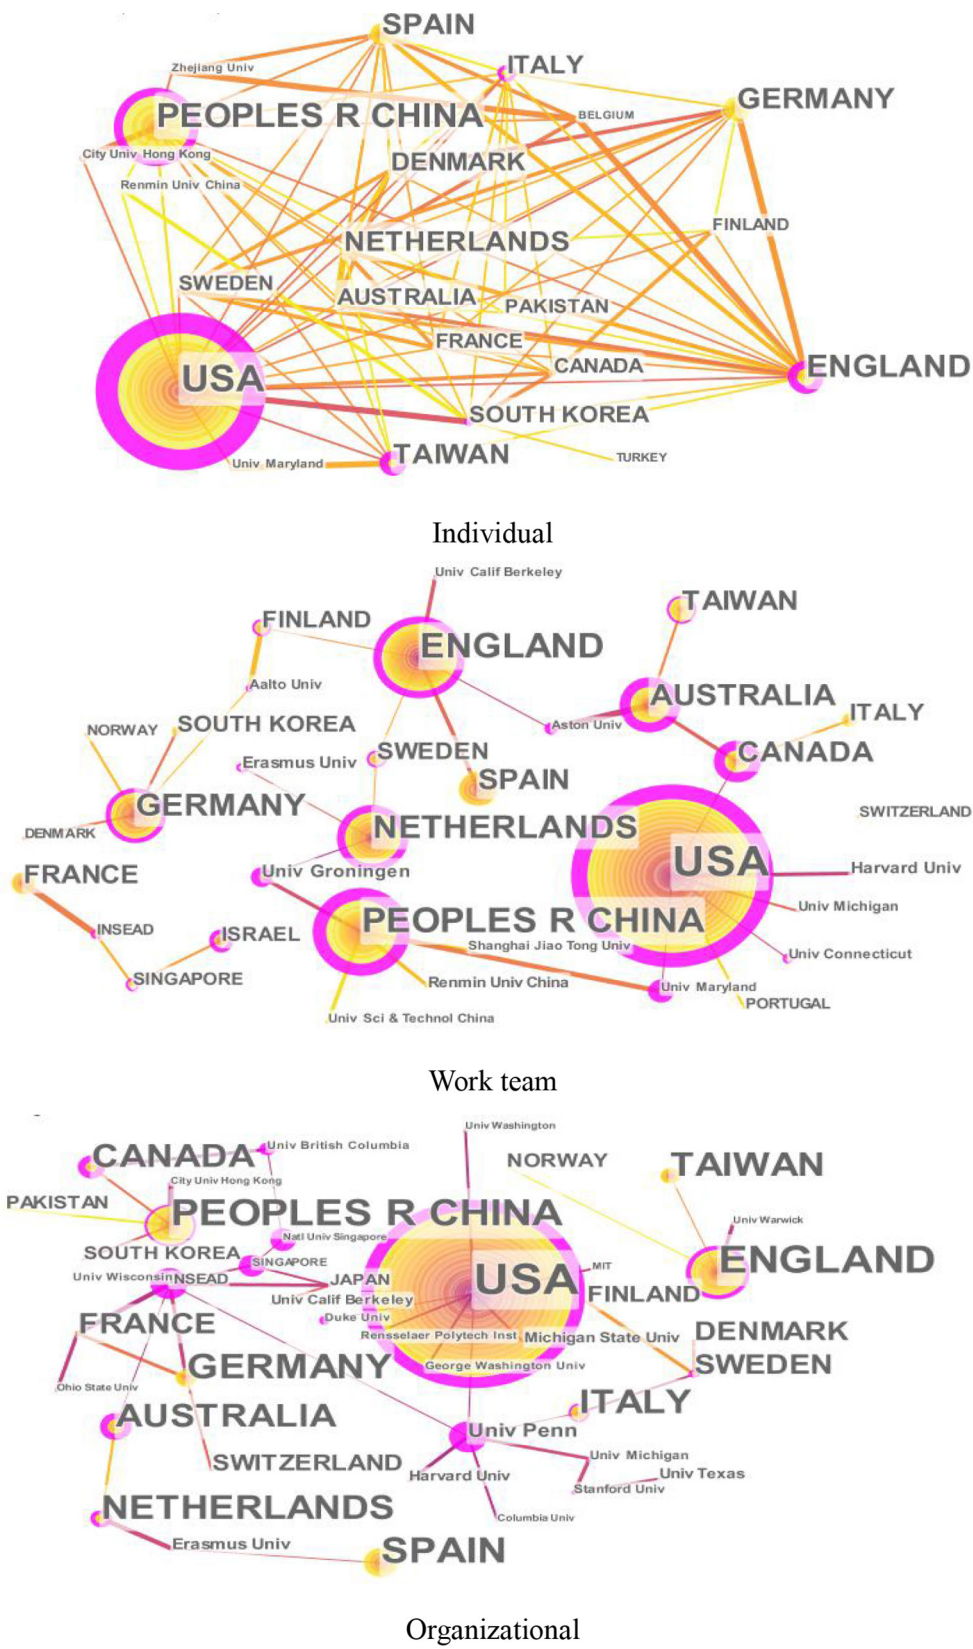 SPAIN
ITALY
Zhejiang Univ
GERMANY
PEOPLES R CHINA
BELGIUM
City Univ Hong Kong
DENMARK
Renmin Univ China
FINLAND
NETHERLANDS
SWEDEN
AUSTRALIA
PAKISTAN
FRANCE
CANADA
ENGLAND
USA
SOUTH KOREA
TAIWAN
TURKEY
Univ Maryland
Individual
Univ Calif Berkeley
TAIWAN
FINLAND
ENGLAND
Aalto Univ
AUSTRALIA
ITALY
NORWAY
SOUTH KOREA
Aston Univ
SWEDEN
CANADA
Erasmus Univ
SPAIN
GERMANY
SWITZERLAND
DENMARK
NETHERLANDS
FRANCE
Univ Groningen
USA
Harvard Univ
Univ Michigan
PEOPLES R CHINA
INSEAD
ISRAEL
Shanghai Jiao Tong Univ
Univ Connecticut
SINGAPORE
Renmin Univ China
Univ Maryland
PORTUGAL
Univ Sci & Technol China
Work team
Univ Washington
CANADA
Univ British Columbia
NORWAY
TAIWAN
City Univ Hong Kong
PAKISTAN
PEOPLES R CHINA
Univ Warwick
Natl Univ Singapore
SOUTH KOREA
SINGAPORE
ENGLAND
MIT
Univ Wisconsin
NSEAD
JAPAN
USA
FINLAND
Univ Calif Berkeley
Duke Univ
FRANCE
Rensselaer Polytech Inst
Michigan State Univ
DENMARK
GERMANY
George Washington Univ
SWEDEN
Ohio State Univ
ITALY
AUSTRALIA
Univ Penn
Univ Michigan
SWITZERLAND
Harvard Univ
Univ Texas
Stanford Univ
NETHERLANDS
Columbia Univ
Erasmus Univ
SPAIN
Organizational